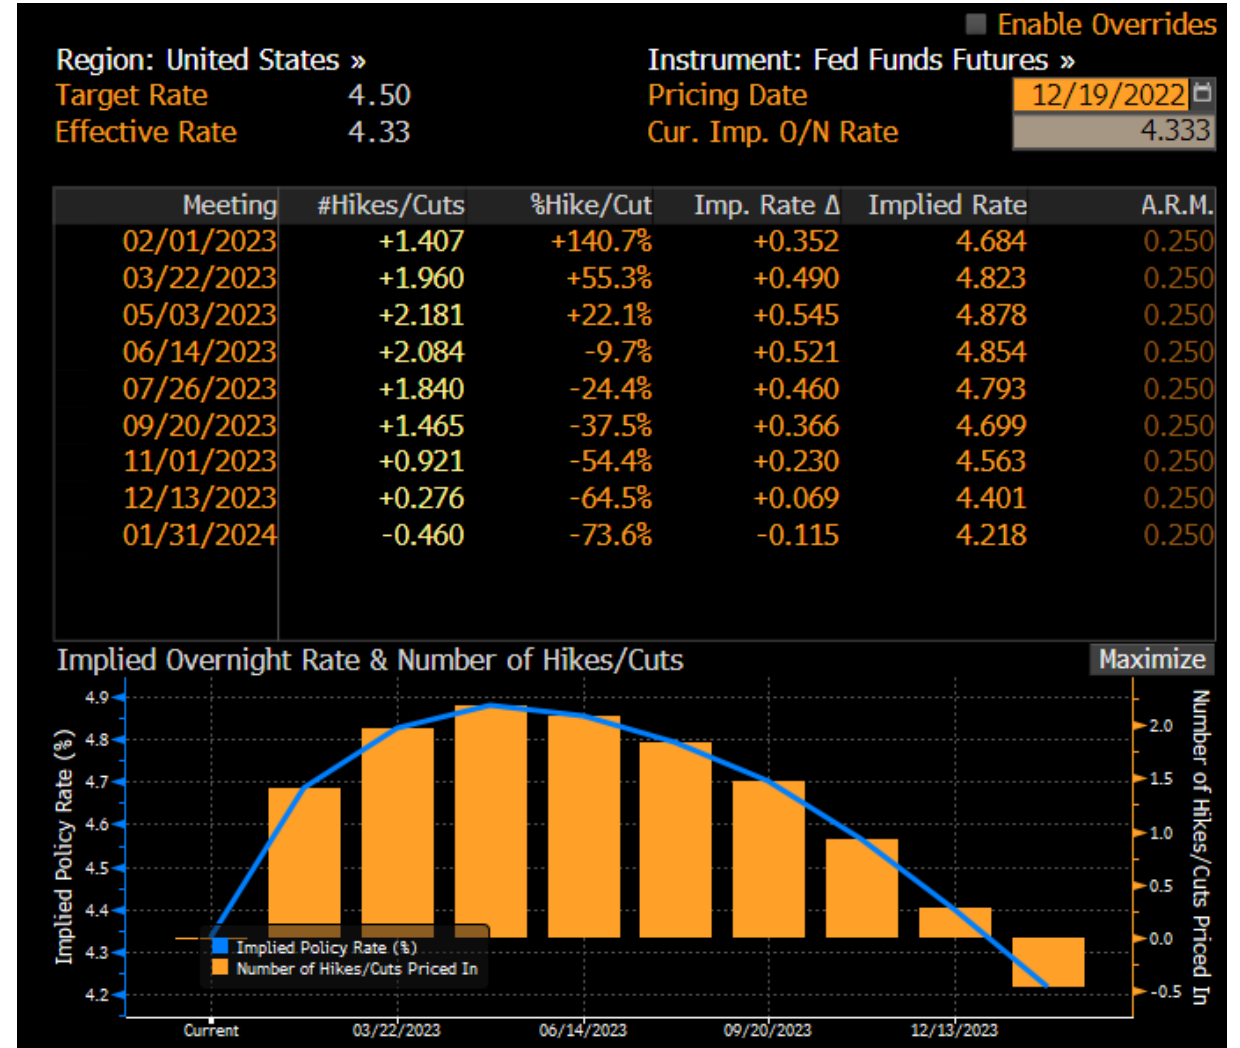 Enable Overrides
Region: United States » Instrument: Fed Funds Futures »
Target Rate 4.50 Pricing Date 12/19/2022
Effective Rate 4.33 Cur. Imp. O/N Rate 4.333
Meeting #Hikes/Cuts %Hike/Cut Imp. Rate Δ Implied Rate A.R.M.
02/01/2023 +1.407 +140.7% +0.352 4.684 0.250
03/22/2023 +1.960 +55.3% +0.490 4.823 0.250
05/03/2023 +2.181 +22.1% +0.545 4.878 0.250
06/14/2023 +2.084 -9.7% +0.521 4.854 0.250
07/26/2023 +1.840 -24.4% +0.460 4.793 0.250
09/20/2023 +1.465 -37.5% +0.366 4.699 0.250
11/01/2023 +0.921 -54.4% +0.230 4.563 0.250
12/13/2023 +0.276 -64.5% +0.069 4.401 0.250
01/31/2024 -0.460 -73.6% -0.115 4.218 0.250
Implied Overnight Rate & Number of Hikes/Cuts Maximize
Implied Policy Rate (%)
4.9
4.8
4.7
4.6
4.5
4.4
4.3
4.2
Implied Policy Rate (%)
Number of Hikes/Cuts Priced In
2.0
1.5
1.0
0.5
0.0
-0.5
Number of Hikes/Cuts Priced In
Current 03/22/2023 06/14/2023 09/20/2023 12/13/2023